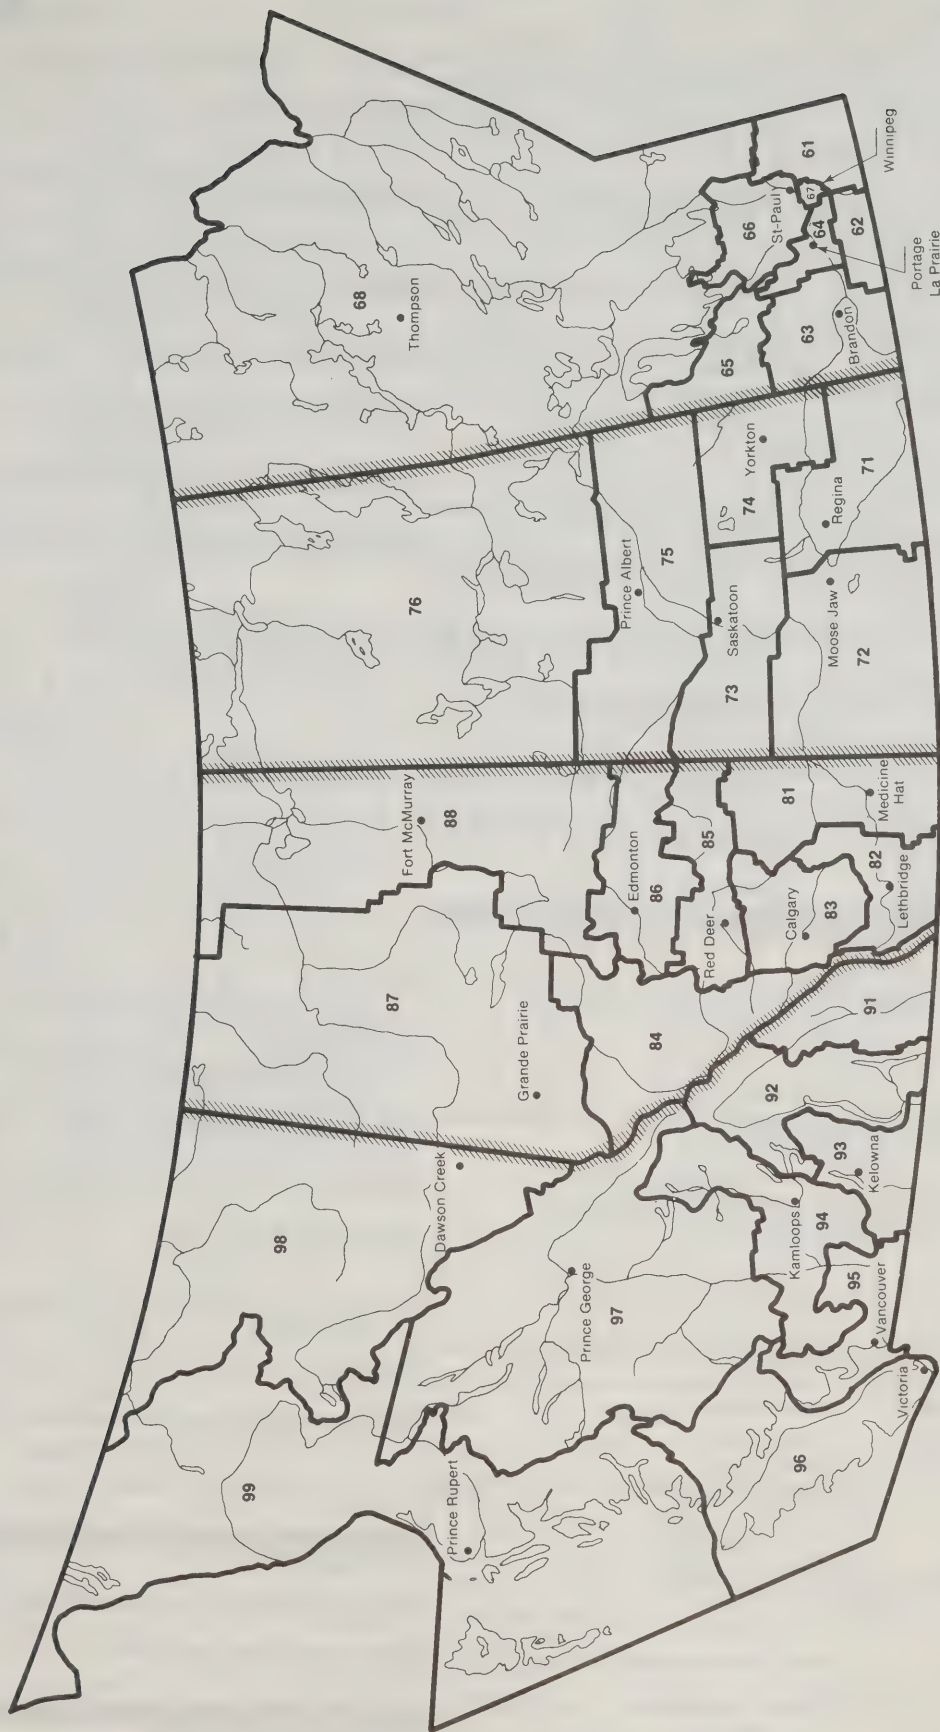 68
Thompson
61
66
St-Paul
67
64
62
Winnipeg
Portage
La Prairie
65
63
Brandon
76
Prince Albert
75
74
Yorkton
71
Regina
Saskatoon
73
Moose Jaw
72
Fort McMurray
88
87
Grande Prairie
84
Edmonton
86
85
Red Deer
81
Medicine
Hat
82
Lethbridge
Calgary
83
91
92
93
Kelowna
94
Kamloops
95
Vancouver
Victoria
96
Dawson Creek
98
Prince George
97
99
Prince Rupert